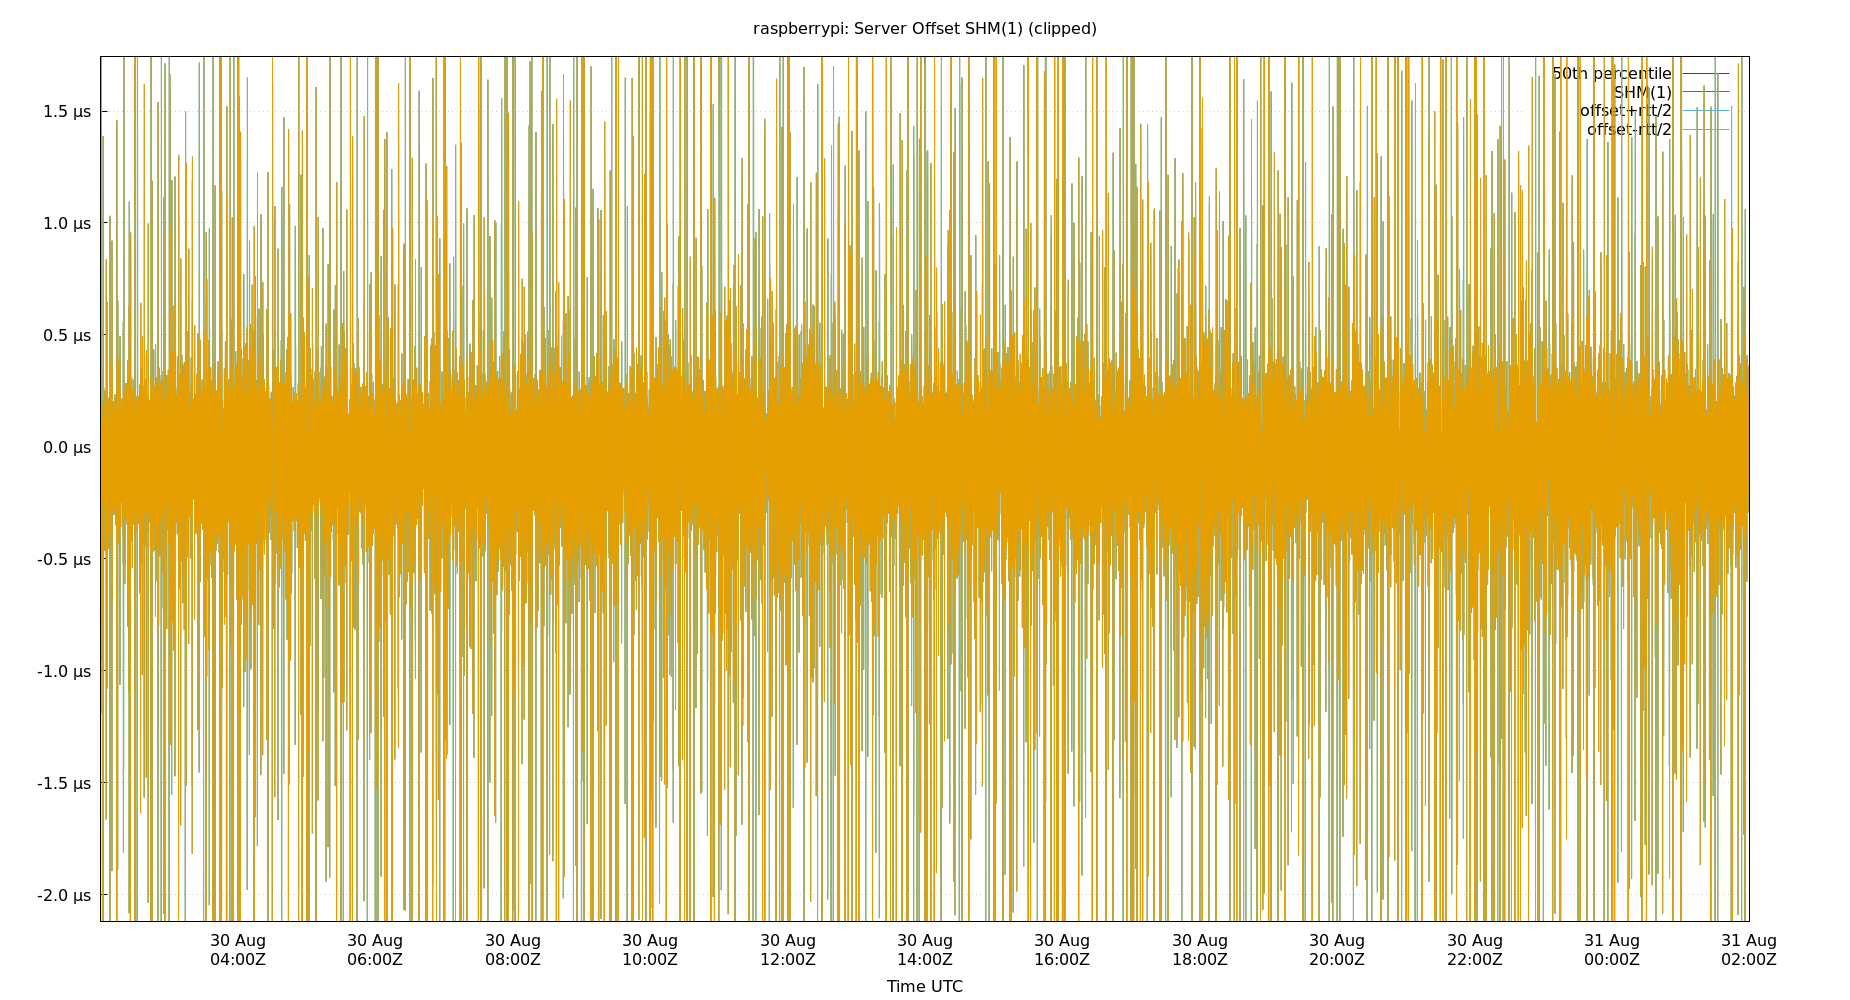 raspberrypi: Server Offset SHM(1) (clipped)
50th percentile
SHM(1)
offset+rtt/2
offset-rtt/2
1.5 µs
1.0 µs
0.5 µs
0.0 µs
-0.5 µs
-1.0 µs
-1.5 µs
-2.0 µs
30 Aug 30 Aug 30 Aug 30 Aug 30 Aug 30 Aug 30 Aug 30 Aug 30 Aug 30 Aug 31 Aug 31 Aug
04:00Z 06:00Z 08:00Z 10:00Z 12:00Z 14:00Z 16:00Z 18:00Z 20:00Z 22:00Z 00:00Z 02:00Z
Time UTC